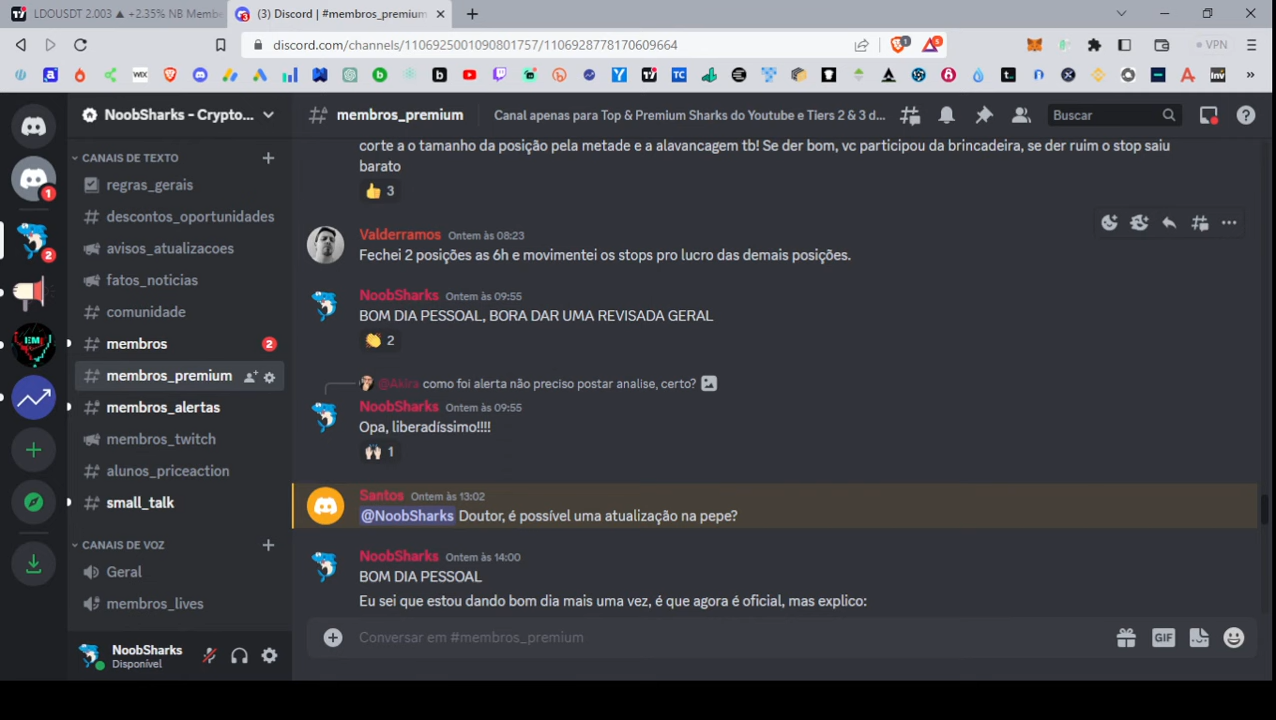 LDOUSDT 2.003 ▲ +2.35% NB Membe
(3) Discord | #membros_premium
discord.com/channels/1106925001090801757/1106928778170609664
VPN
NoobSharks - Crypto...
membros_premium
Canal apenas para Top & Premium Sharks do Youtube e Tiers 2 & 3 d...
Buscar
CANAIS DE TEXTO
regras_gerais
descontos_oportunidades
avisos_atualizacoes
fatos_noticias
comunidade
membros 2
membros_premium
membros_alertas
membros_twitch
alunos_priceaction
small_talk
CANAIS DE VOZ
Geral
membros_lives
NoobSharks
Disponível
corte a o tamanho da posição pela metade e a alavancagem tb! Se der bom, vc participou da brincadeira, se der ruim o stop saiu
barato
3
Valderramos Ontem às 08:23
Fechei 2 posições as 6h e movimentei os stops pro lucro das demais posições.
NoobSharks Ontem às 09:55
BOM DIA PESSOAL, BORA DAR UMA REVISADA GERAL
2
@Akira como foi alerta não preciso postar analise, certo?
NoobSharks Ontem às 09:55
Opa, liberadíssimo!!!!
1
Santos Ontem às 13:02
@NoobSharks Doutor, é possível uma atualização na pepe?
NoobSharks Ontem às 14:00
BOM DIA PESSOAL
Eu sei que estou dando bom dia mais uma vez, é que agora é oficial, mas explico:
Conversar em #membros_premium
GIF